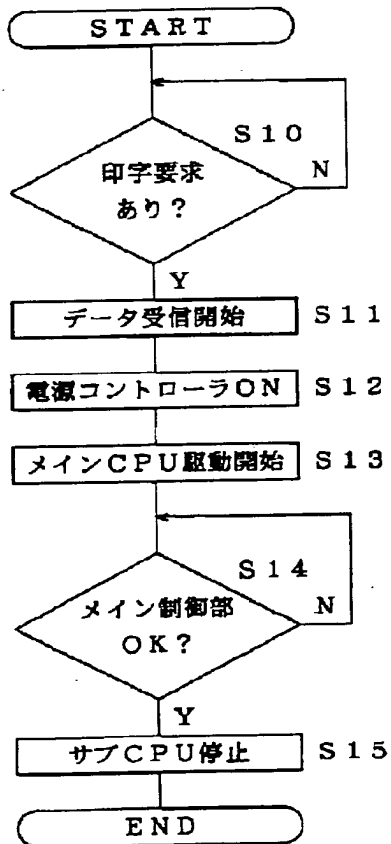 START
S10
印字要求
あり?
N
Y
データ受信開始 S11
電源コントローラON S12
メインCPU駆動開始 S13
S14
メイン制御部
OK?
N
Y
サブCPU停止 S15
END